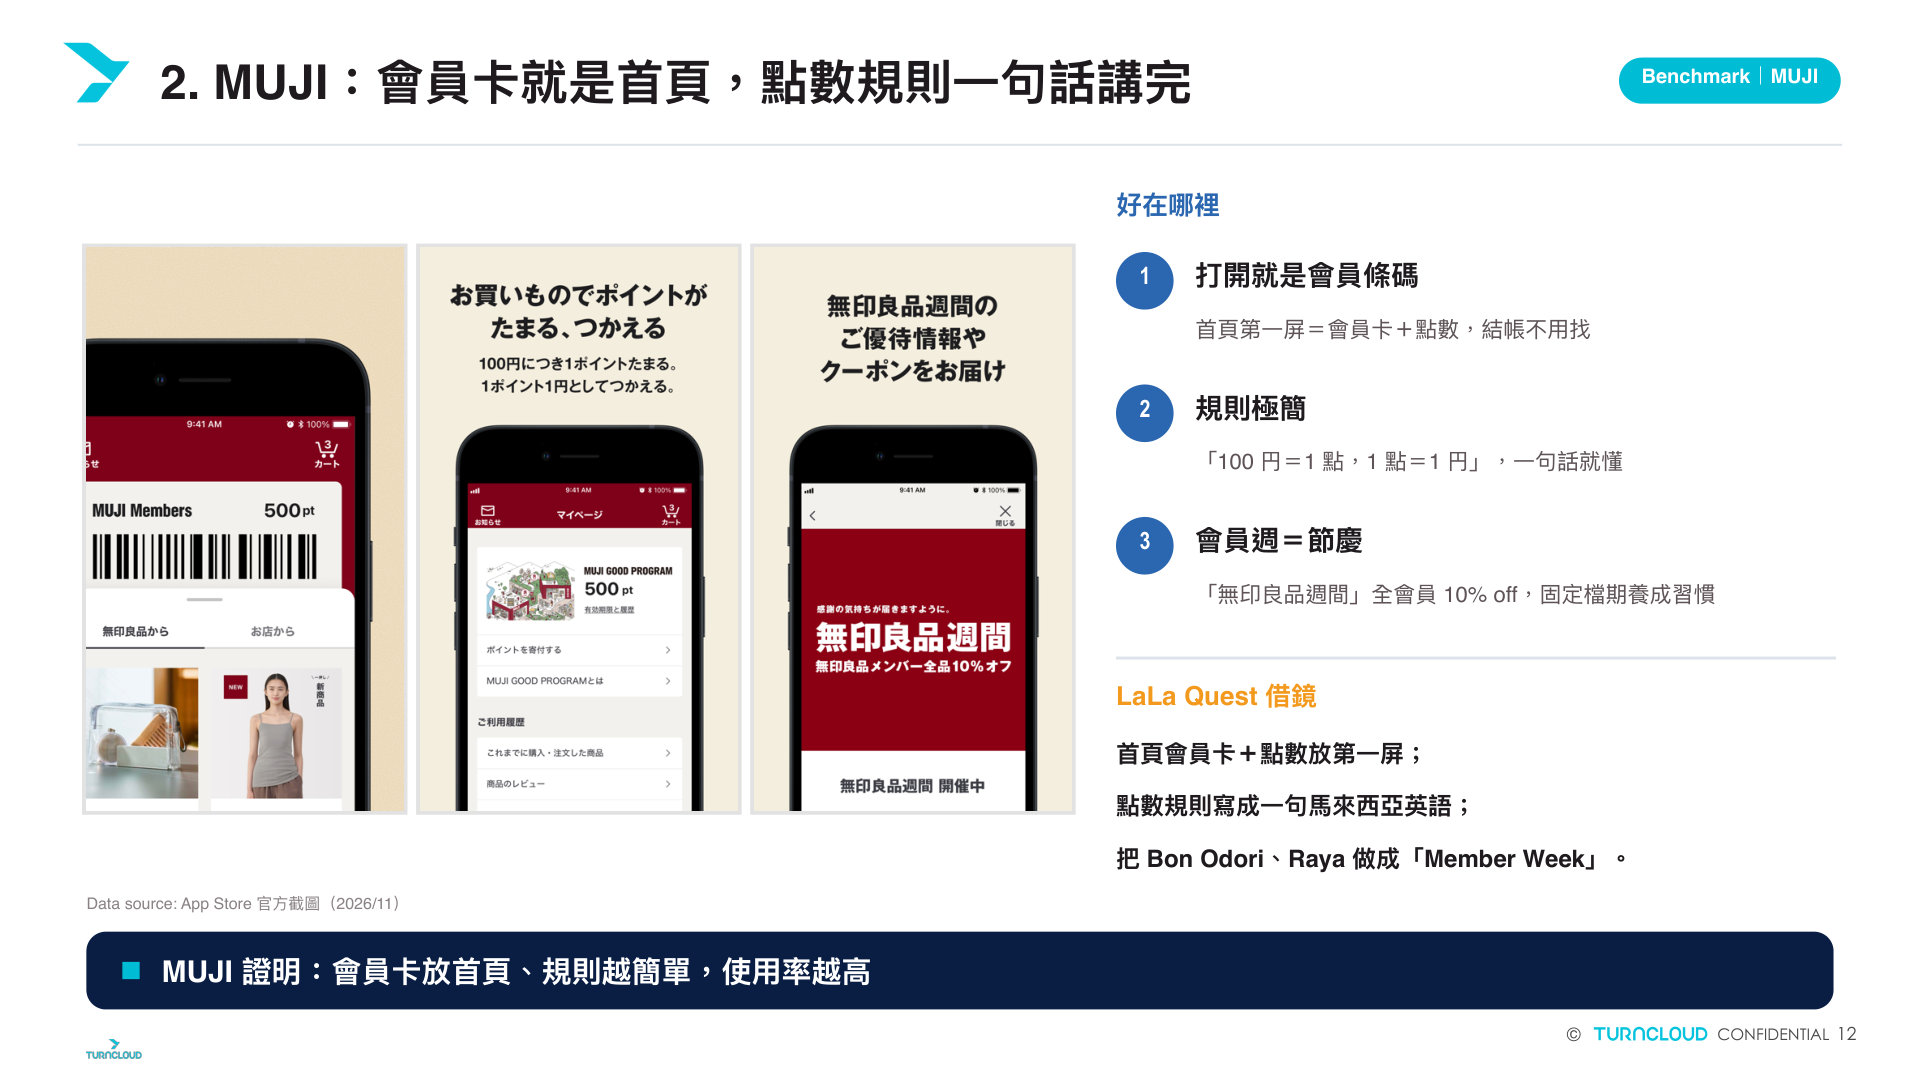 2. MUJI：會員卡就是首頁，點數規則一句話講完
Benchmark｜MUJI
9:41 AM
100%
らせ
3
カート
MUJI Members
500pt
無印良品から
お店から
NEW
新商品
お買いものでポイントが
たまる、つかえる
100円につき1ポイントたまる。
1ポイント1円としてつかえる。
9:41 AM
100%
お知らせ
マイページ
3
カート
MUJI GOOD PROGRAM
500 pt
有効期限と履歴
ポイントを寄付する
MUJI GOOD PROGRAMとは
ご利用履歴
これまでに購入・注文した商品
商品のレビュー
無印良品週間の
ご優待情報や
クーポンをお届け
9:41 AM
100%
閉じる
感謝の気持ちが届きますように。
無印良品週間
無印良品メンバー全品10%オフ
無印良品週間 開催中
好在哪裡
1
打開就是會員條碼
首頁第一屏＝會員卡＋點數，結帳不用找
2
規則極簡
「100 円＝1 點，1 點＝1 円」，一句話就懂
3
會員週＝節慶
「無印良品週間」全會員 10% off，固定檔期養成習慣
LaLa Quest 借鏡
首頁會員卡＋點數放第一屏；
點數規則寫成一句馬來西亞英語；
把 Bon Odori、Raya 做成「Member Week」。
Data source: App Store 官方截圖（2026/11）
MUJI 證明：會員卡放首頁、規則越簡單，使用率越高
TURNCLOUD
© TURNCLOUD CONFIDENTIAL 12